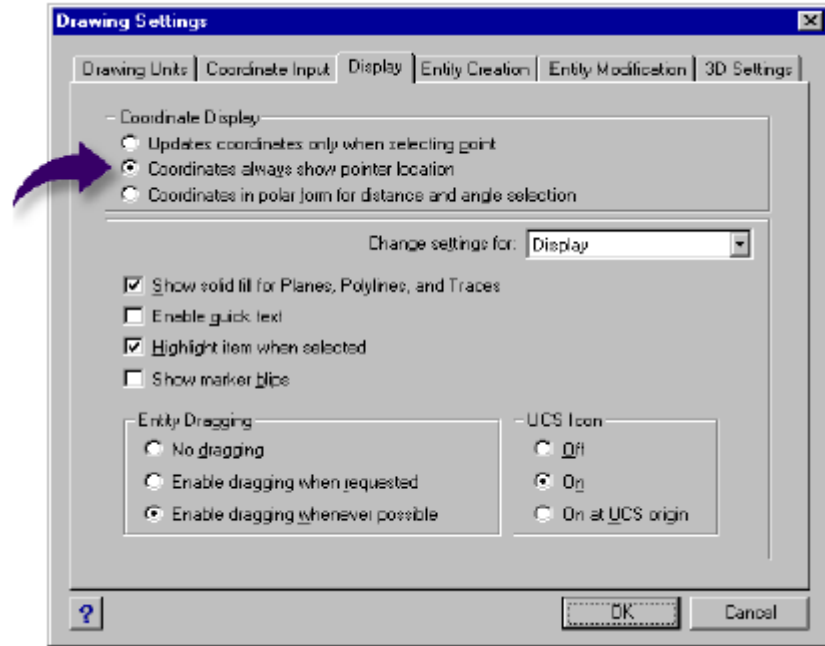 Drawing Settings
Drawing Units Coordinate Input Display Entity Creation Entity Modification 3D Settings
Coordinate Display
Updates coordinates only when selecting point
Coordinates always show pointer location
Coordinates in polar form for distance and angle selection
Change settings for: Display
Show solid fill for Planes, Polylines, and Traces
Enable quick text
Highlight item when selected
Show marker blips
Entity Dragging
No dragging
Enable dragging when requested
Enable dragging whenever possible
UCS Icon
Off
On
On at UCS origin
? OK Cancel